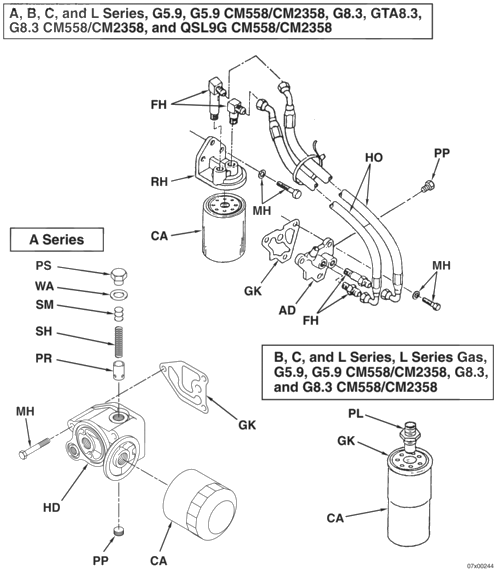 A, B, C, and L Series, G5.9, G5.9 CM558/CM2358, G8.3, GTA8.3,
G8.3 CM558/CM2358, and QSL9G CM558/CM2358
FH
PP
HO
RH
MH
CA
A Series
GK
MH
AD
FH
PS
WA
SM
SH
PR
B, C, and L Series, L Series Gas,
G5.9, G5.9 CM558/CM2358, G8.3,
and G8.3 CM558/CM2358
MH
GK
PL
GK
HD
CA
PP
CA
07x00244